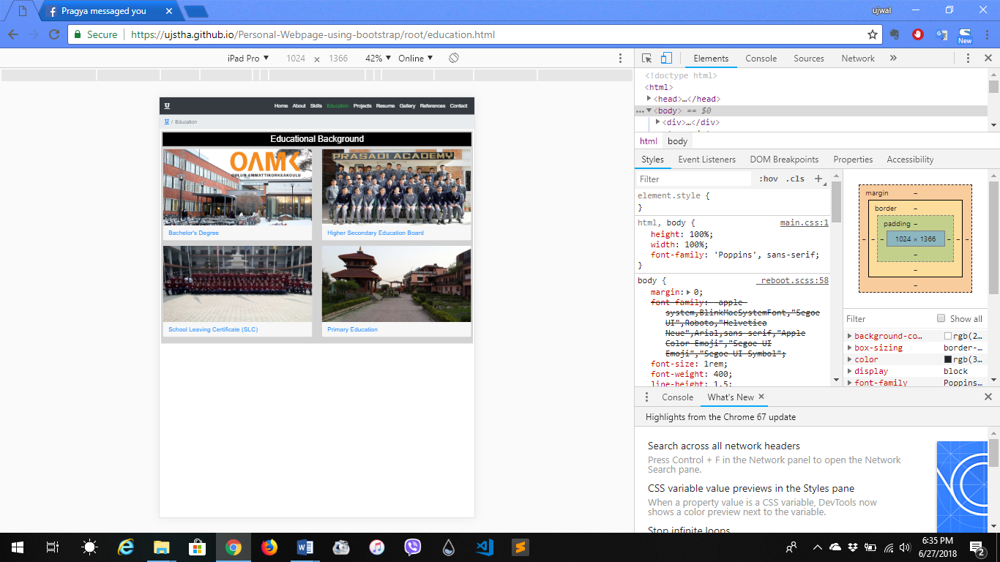 Pragya messaged you
ujwal
Secure https://ujstha.github.io/Personal-Webpage-using-bootstrap/root/education.html
New
iPad Pro 1024 × 1366 42% Online
Elements Console Sources Network »
<!doctype html>
<html>
<head>…</head>
… <body> == $0
<div>…</div>
html body
Styles Event Listeners DOM Breakpoints Properties Accessibility
Filter :hov .cls +
element.style {
}
html, body { main.css:1
height: 100%;
width: 100%;
font-family: 'Poppins', sans-serif;
}
body { _reboot.scss:58
margin: 0;
font-family: -apple-
system,BlinkMacSystemFont,"Segoe
UI",Roboto,"Helvetica
Neue",Arial,sans-serif,"Apple
Color Emoji","Segoe UI
Emoji","Segoe UI Symbol";
font-size: 1rem;
font-weight: 400;
line-height: 1.5;
margin –
border –
padding –
– – – 1024 × 1366 – – –
–
–
–
Filter Show all
background-co… rgb(2…
box-sizing border-…
color rgb(3…
display block
font-family Poppins…
U Home About Skills Education Projects Resume Gallery References Contact
U / Education
Educational Background
OAMK
OULUN AMMATTIKORKEAKOULU
PRASADI ACADEMY
Bachelor's Degree
Higher Secondary Education Board
School Leaving Certificate (SLC)
Primary Education
Console What's New
Highlights from the Chrome 67 update
Search across all network headers
Press Control + F in the Network panel to open the Network
Search pane.
CSS variable value previews in the Styles pane
When a property value is a CSS variable, DevTools now
shows a color preview next to the variable.
Stop infinite loops
6:35 PM
6/27/2018
2